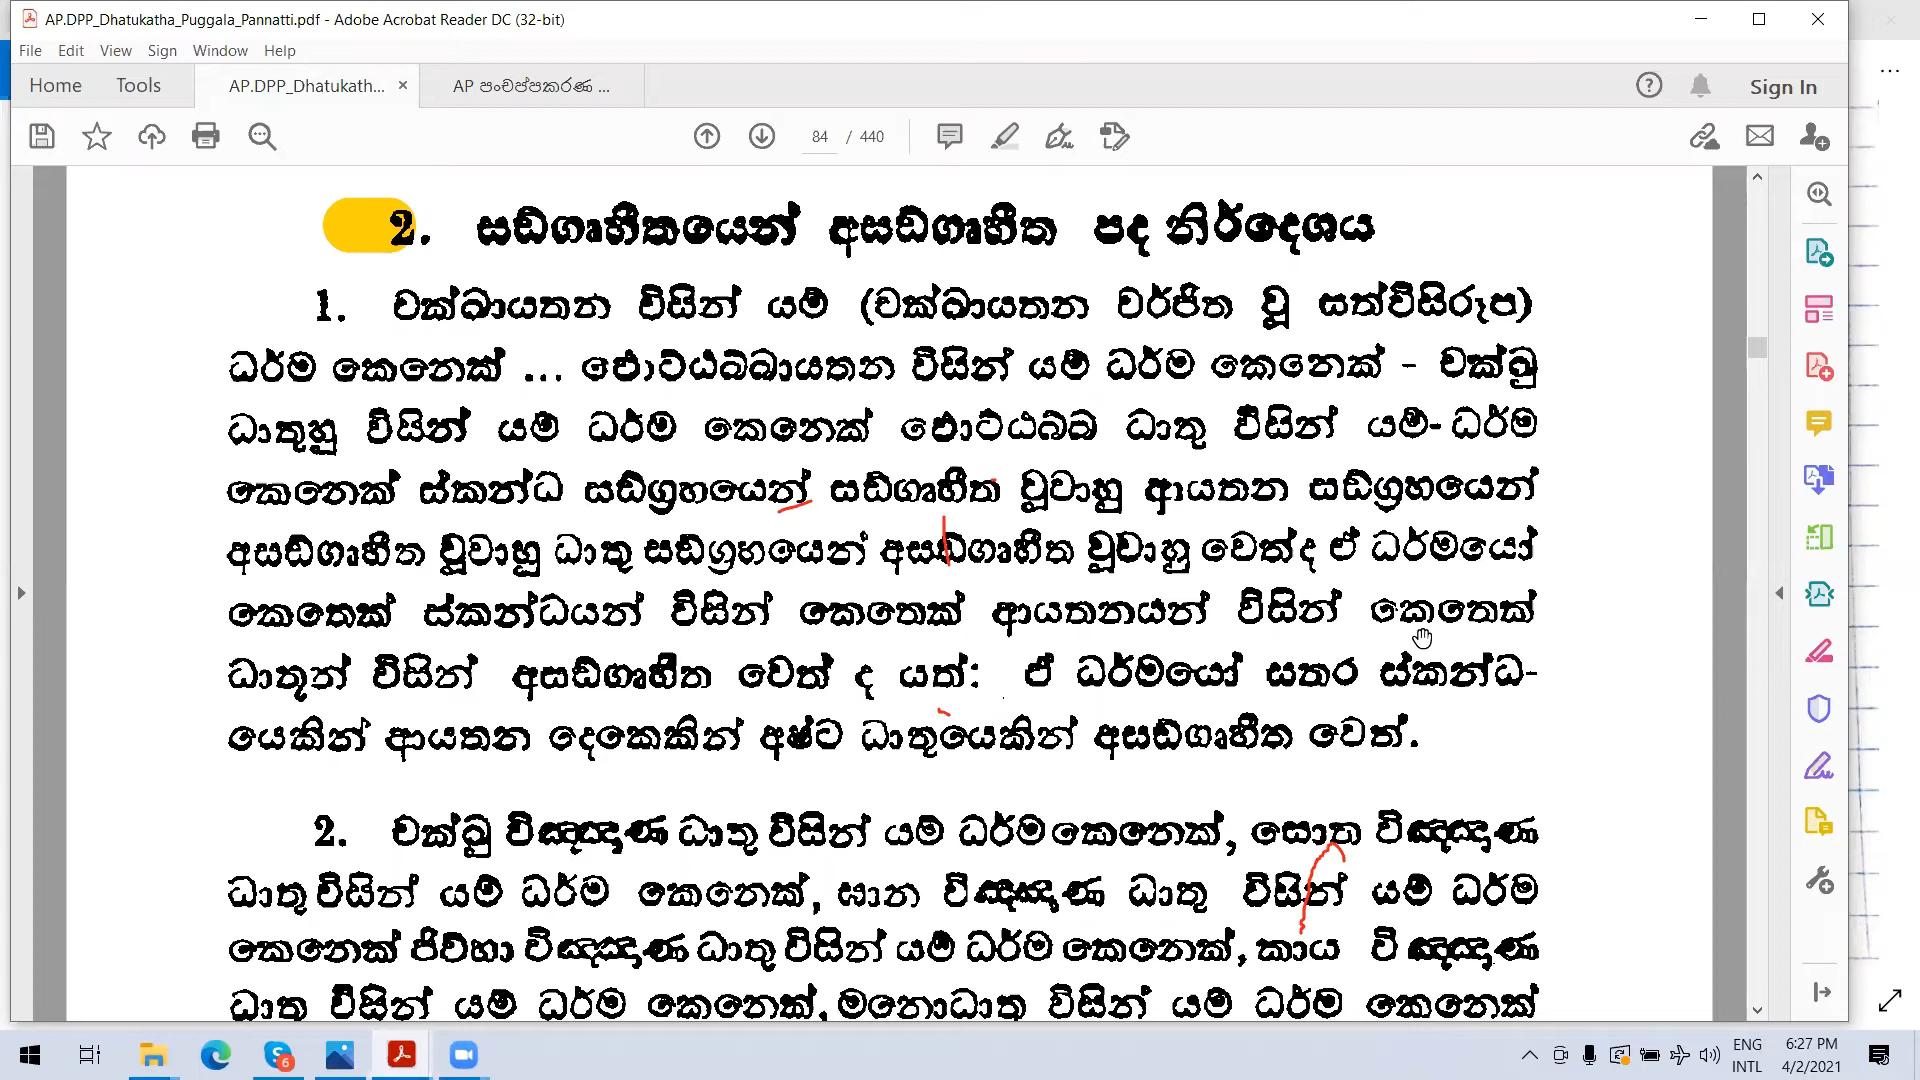 AP.DPP_Dhatukatha_Puggala_Pannatti.pdf - Adobe Acrobat Reader DC (32-bit)
File Edit View Sign Window Help
Home Tools AP.DPP_Dhatukath... × AP පංචප්පකරණ ... Sign In
84 / 440
2. සඞ්ගෘහීතයෙන් අසඞ්ගෘහීත පද නිර්දේශය
1. චක්ඛායතන විසින් යම් (චක්ඛායතන වර්ජිත වූ සත්විසිරූප)
ධර්ම කෙනෙක් ... ඵොට්ඨබ්බායතන විසින් යම් ධර්ම කෙනෙක් - චක්ඛු
ධාතුහු විසින් යම් ධර්ම කෙනෙක් ඵොට්ඨබ්බ ධාතු විසින් යම්-ධර්ම
කෙනෙක් ස්කන්ධ සඞ්ග්‍රහයෙන් සඞ්ගෘහීත වූවාහු ආයතන සඞ්ග්‍රහයෙන්
අසඞ්ගෘහීත වූවාහු ධාතු සඞ්ග්‍රහයෙන් අසඞ්ගෘහීත වූවාහු වෙත්ද ඒ ධර්මයෝ
කෙතෙක් ස්කන්ධයන් විසින් කෙතෙක් ආයතනයන් විසින් කෙතෙක්
ධාතූන් විසින් අසඞ්ගෘහීත වෙත් ද යත්: ඒ ධර්මයෝ සතර ස්කන්ධ-
යෙකින් ආයතන දෙකෙකින් අෂ්ට ධාතුයෙකින් අසඞ්ගෘහීත වෙත්.
2. චක්ඛු විඤ්ඤාණ ධාතු විසින් යම් ධර්මකෙනෙක්, සොත විඤ්ඤාණ
ධාතු විසින් යම් ධර්ම කෙනෙක්, ඝාන විඤ්ඤාණ ධාතු විසින් යම් ධර්ම
කෙනෙක් ජිව්හා විඤ්ඤාණ ධාතු විසින් යම් ධර්ම කෙනෙක්, කාය විඤ්ඤාණ
ධාතු විසින් යම් ධර්ම කෙනෙක්, මනොධාතු විසින් යම් ධර්ම කෙනෙක්
6 ENG 6:27 PM
INTL 4/2/2021